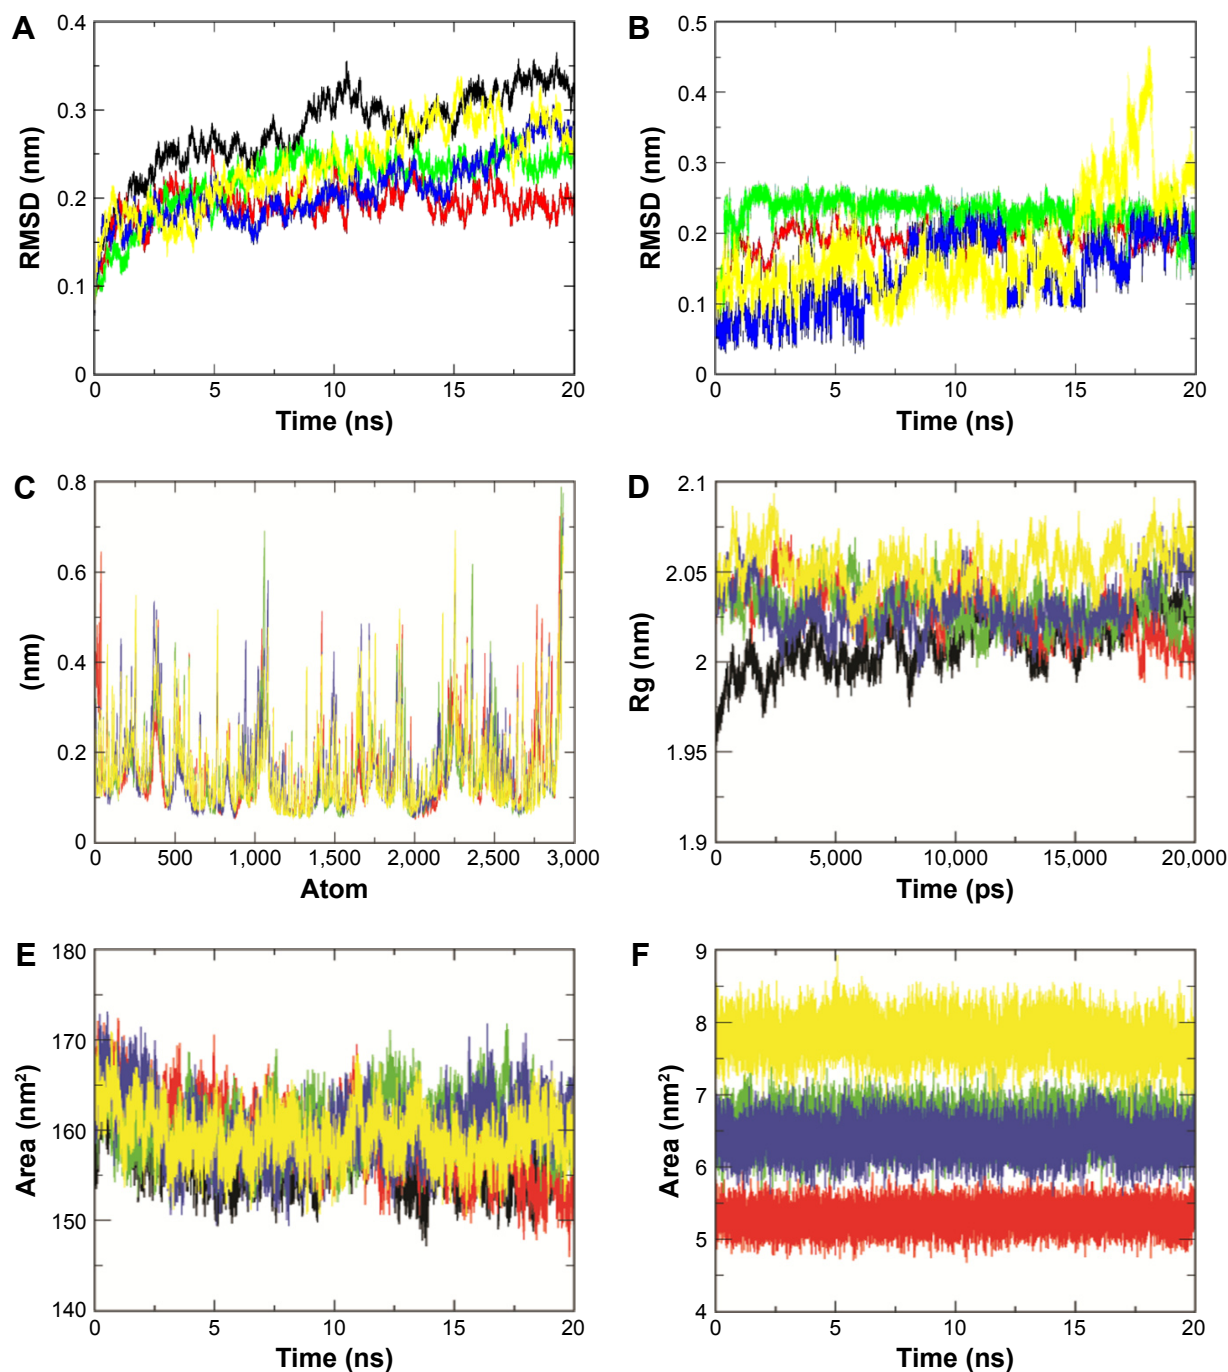 A
0.4
0.3
0.2
0.1
0
RMSD (nm)
0 5 10 15 20
Time (ns)
B
0.5
0.4
0.3
0.2
0.1
0
RMSD (nm)
0 5 10 15 20
Time (ns)
C
0.8
0.6
0.4
0.2
0
(nm)
0 500 1,000 1,500 2,000 2,500 3,000
Atom
D
2.1
2.05
2
1.95
1.9
Rg (nm)
0 5,000 10,000 15,000 20,000
Time (ps)
E
180
170
160
150
140
Area (nm²)
0 5 10 15 20
Time (ns)
F
9
8
7
6
5
4
Area (nm²)
0 5 10 15 20
Time (ns)